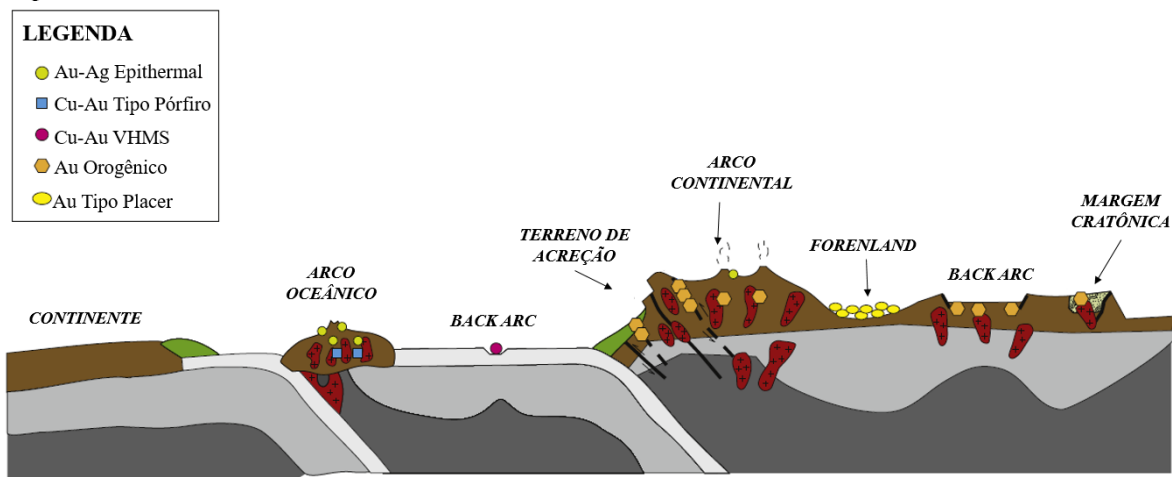 LEGENDA
Au-Ag Epithermal
Cu-Au Tipo Pórfiro
Cu-Au VHMS
Au Orogênico
Au Tipo Placer
CONTINENTE
ARCO
OCEÂNICO
BACK ARC
TERRENO DE
ACREÇÃO
ARCO
CONTINENTAL
FORENLAND
BACK ARC
MARGEM
CRATÔNICA